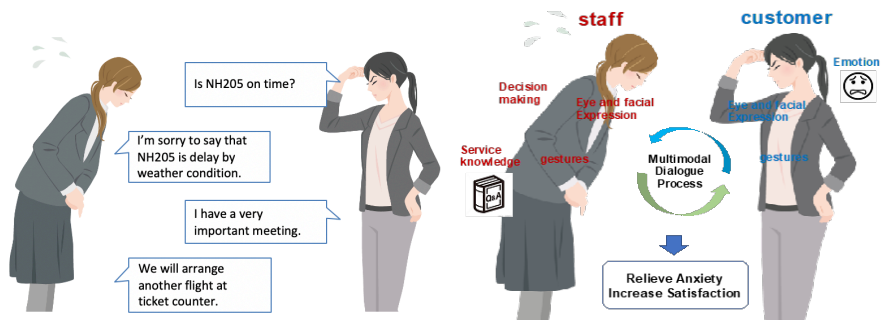 Is NH205 on time?
I'm sorry to say that
NH205 is delay by
weather condition.
I have a very
important meeting.
We will arrange
another flight at
ticket counter.
staff
customer
Emotion
Decision
making
Eye and facial
Expression
Eye and facial
Expression
Service
knowledge
gestures
gestures
Q&A
Multimodal
Dialogue
Process
Relieve Anxiety
Increase Satisfaction